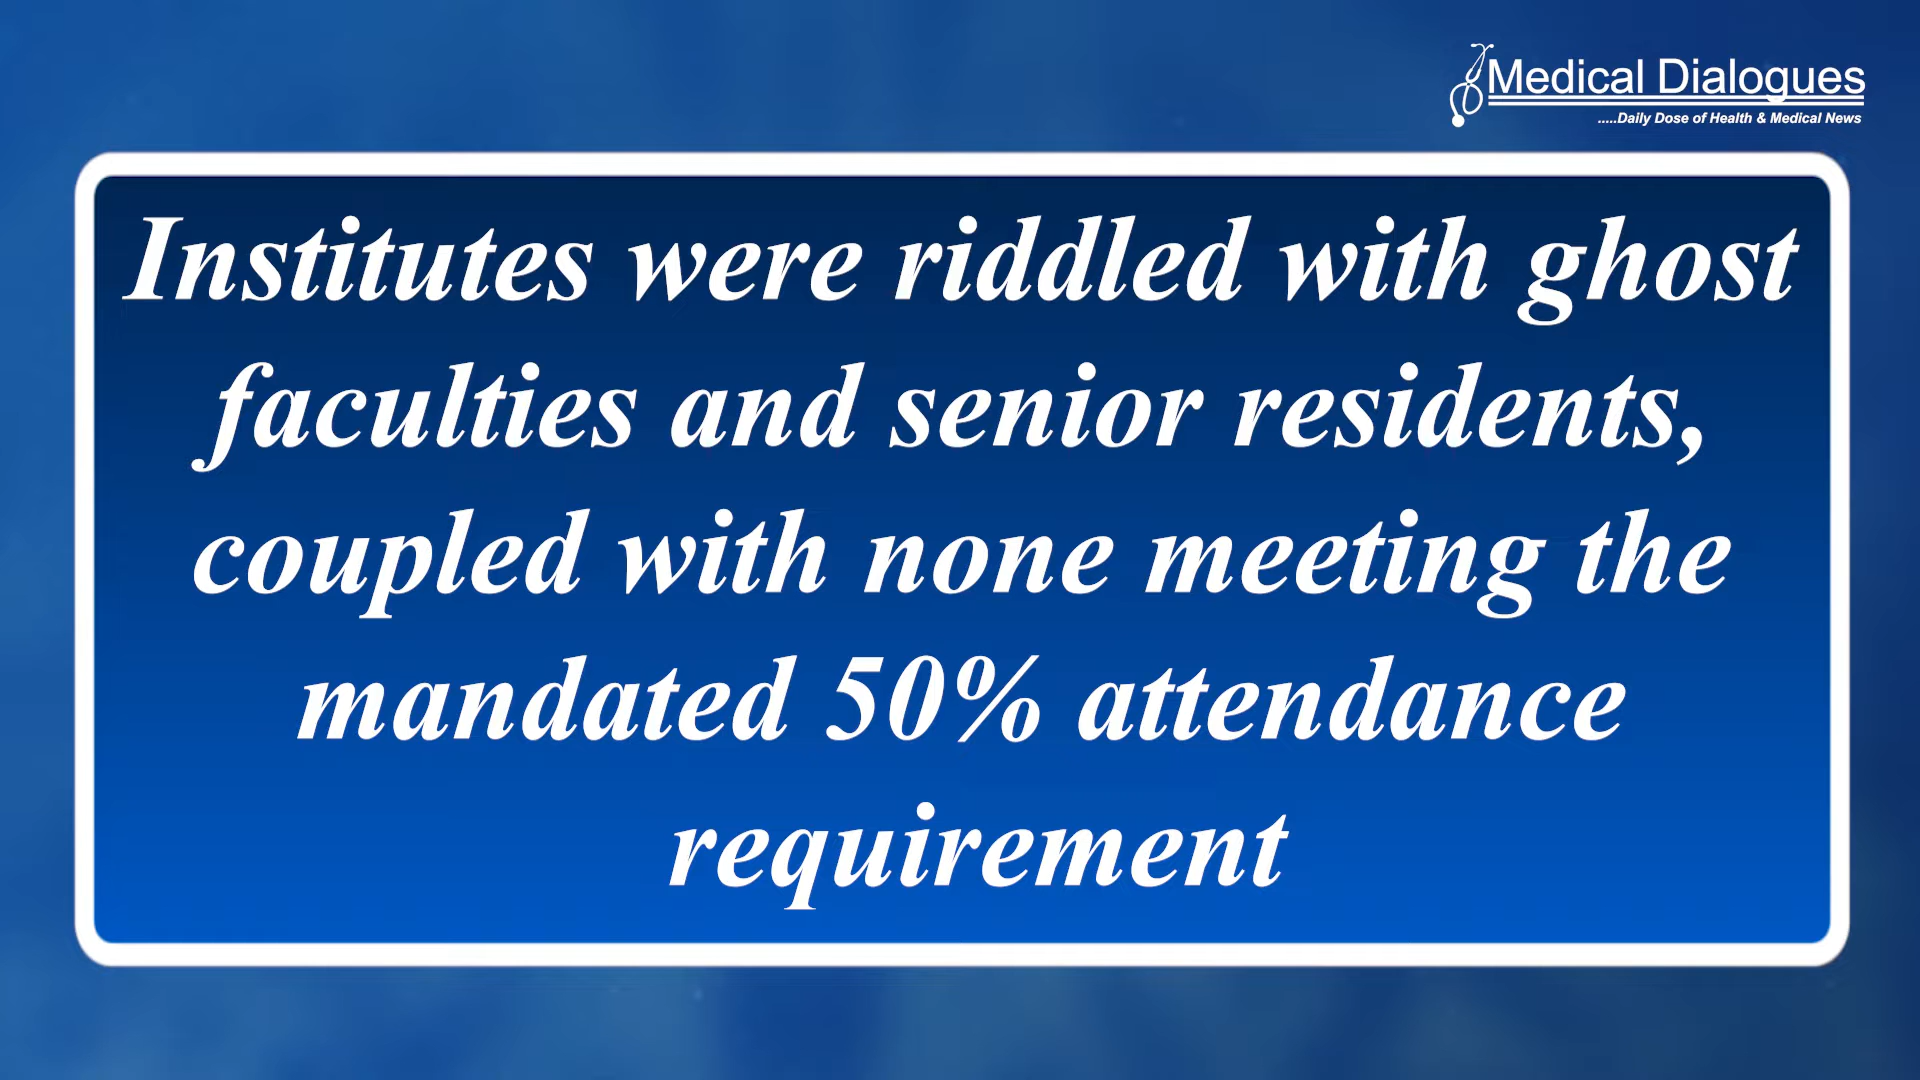 Medical Dialogues
.....Daily Dose of Health & Medical News
Institutes were riddled with ghost
faculties and senior residents,
coupled with none meeting the
mandated 50% attendance
requirement